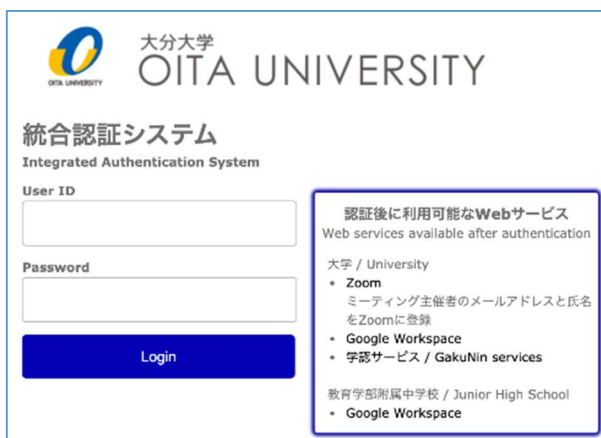 大分大学
OITA UNIVERSITY
OITA UNIVERSITY
統合認証システム
Integrated Authentication System
User ID
Password
Login
認証後に利用可能なWebサービス
Web services available after authentication
大学 / University
• Zoom
ミーティング主催者のメールアドレスと氏名
をZoomに登録
• Google Workspace
• 学認サービス / GakuNin services
教育学部附属中学校 / Junior High School
• Google Workspace